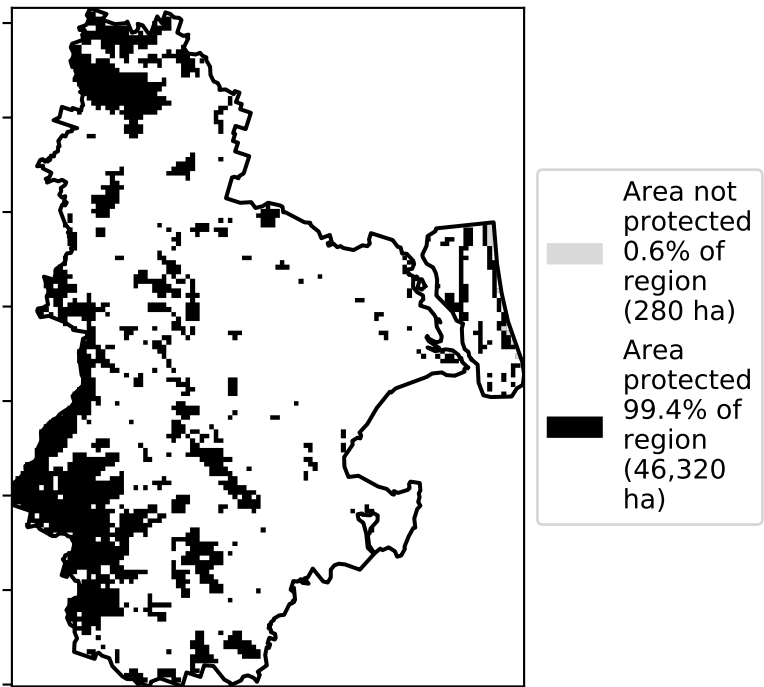 Area not
protected
0.6% of
region
(280 ha)
Area
protected
99.4% of
region
(46,320
ha)